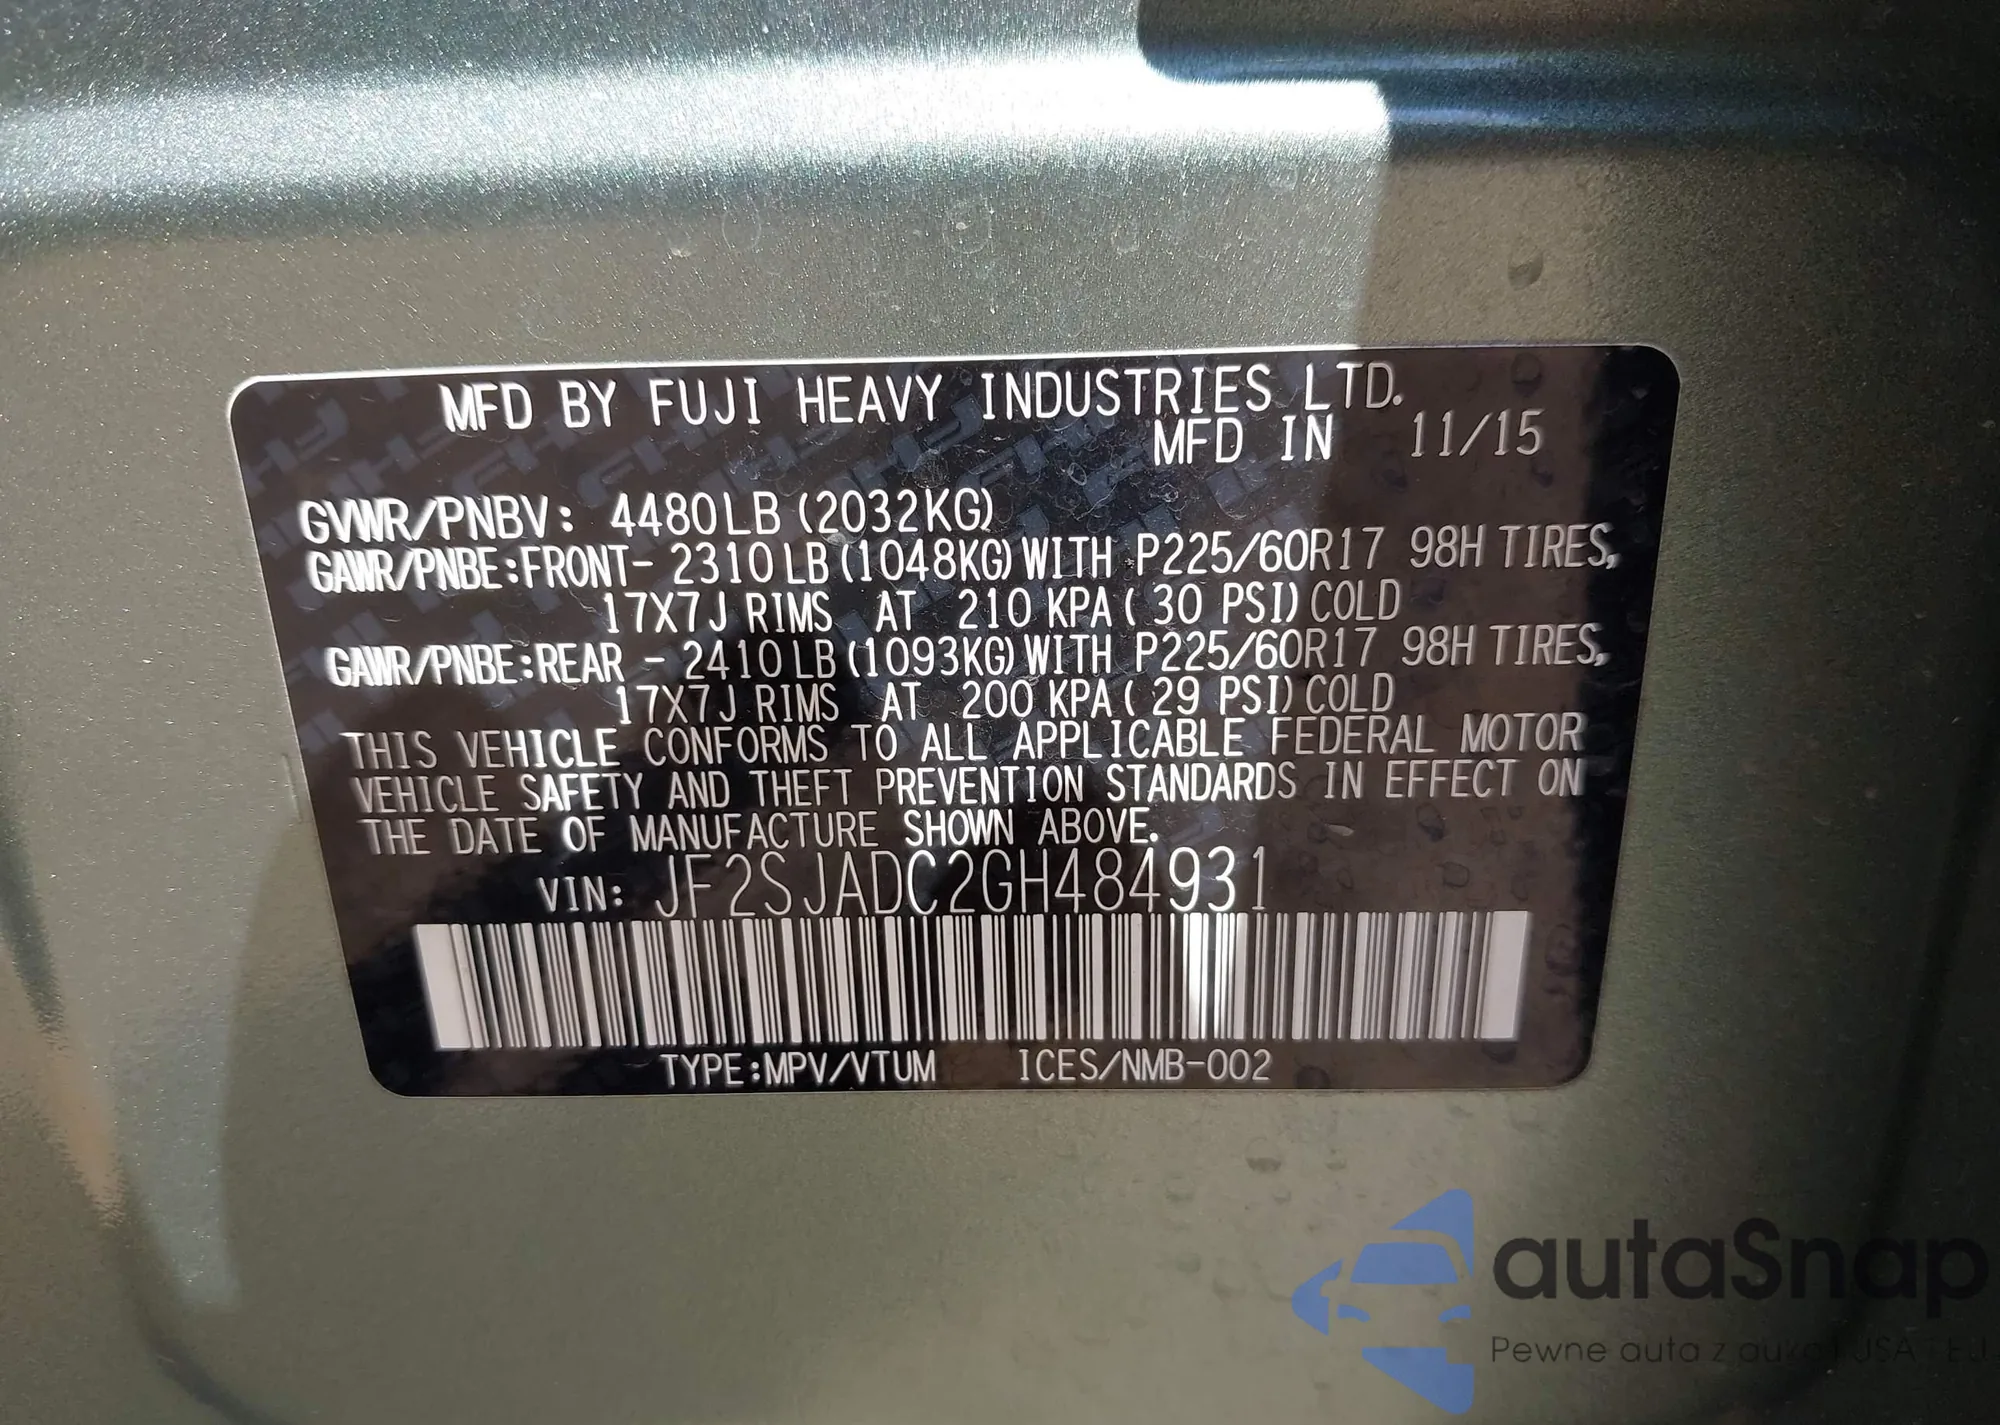 MFD BY FUJI HEAVY INDUSTRIES LTD.
MFD IN 11/15
GVWR/PNBV: 4480LB (2032KG)
GAWR/PNBE:FRONT- 2310LB (1048KG) WITH P225/60R17 98H TIRES,
17X7J RIMS AT 210 KPA ( 30 PSI) COLD
GAWR/PNBE:REAR - 2410LB (1093KG) WITH P225/60R17 98H TIRES,
17X7J RIMS AT 200 KPA ( 29 PSI) COLD
THIS VEHICLE CONFORMS TO ALL APPLICABLE FEDERAL MOTOR
VEHICLE SAFETY AND THEFT PREVENTION STANDARDS IN EFFECT ON
THE DATE OF MANUFACTURE SHOWN ABOVE.
VIN: JF2SJADC2GH484931
TYPE:MPV/VTUM ICES/NMB-002
autaSnap
Pewne auta z aukcji USA